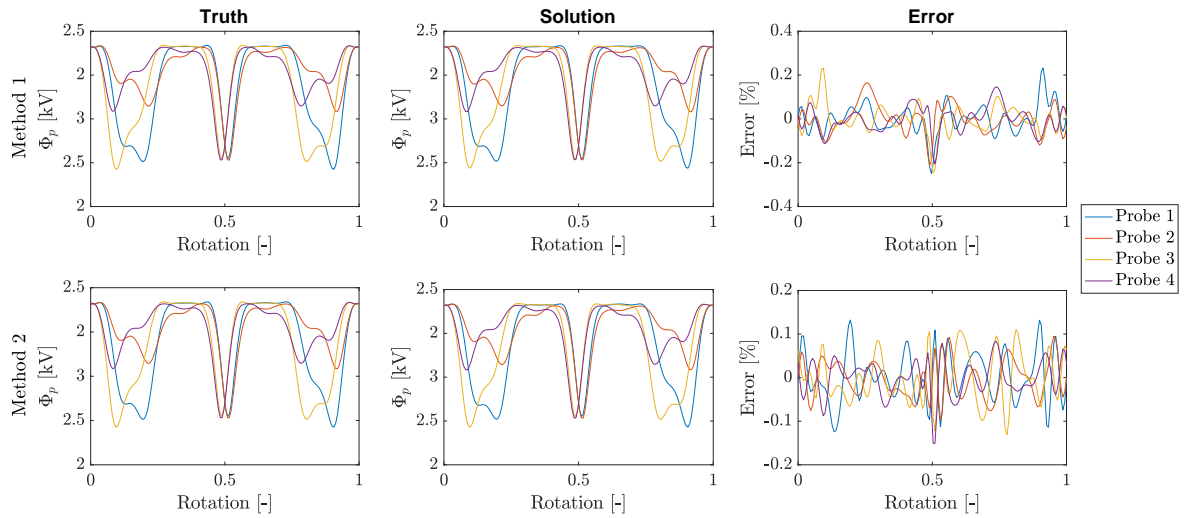 Truth
Solution
Error
Method 1
Φp [kV]
2.5
2
3
2.5
2
0
0.5
1
Rotation [-]
Φp [kV]
2.5
2
3
2.5
2
0
0.5
1
Rotation [-]
Error [%]
0.4
0.2
0
-0.2
-0.4
0
0.5
1
Rotation [-]
Probe 1
Probe 2
Probe 3
Probe 4
Method 2
Φp [kV]
2.5
2
3
2.5
2
0
0.5
1
Rotation [-]
Φp [kV]
2.5
2
3
2.5
2
0
0.5
1
Rotation [-]
Error [%]
0.2
0.1
0
-0.1
-0.2
0
0.5
1
Rotation [-]